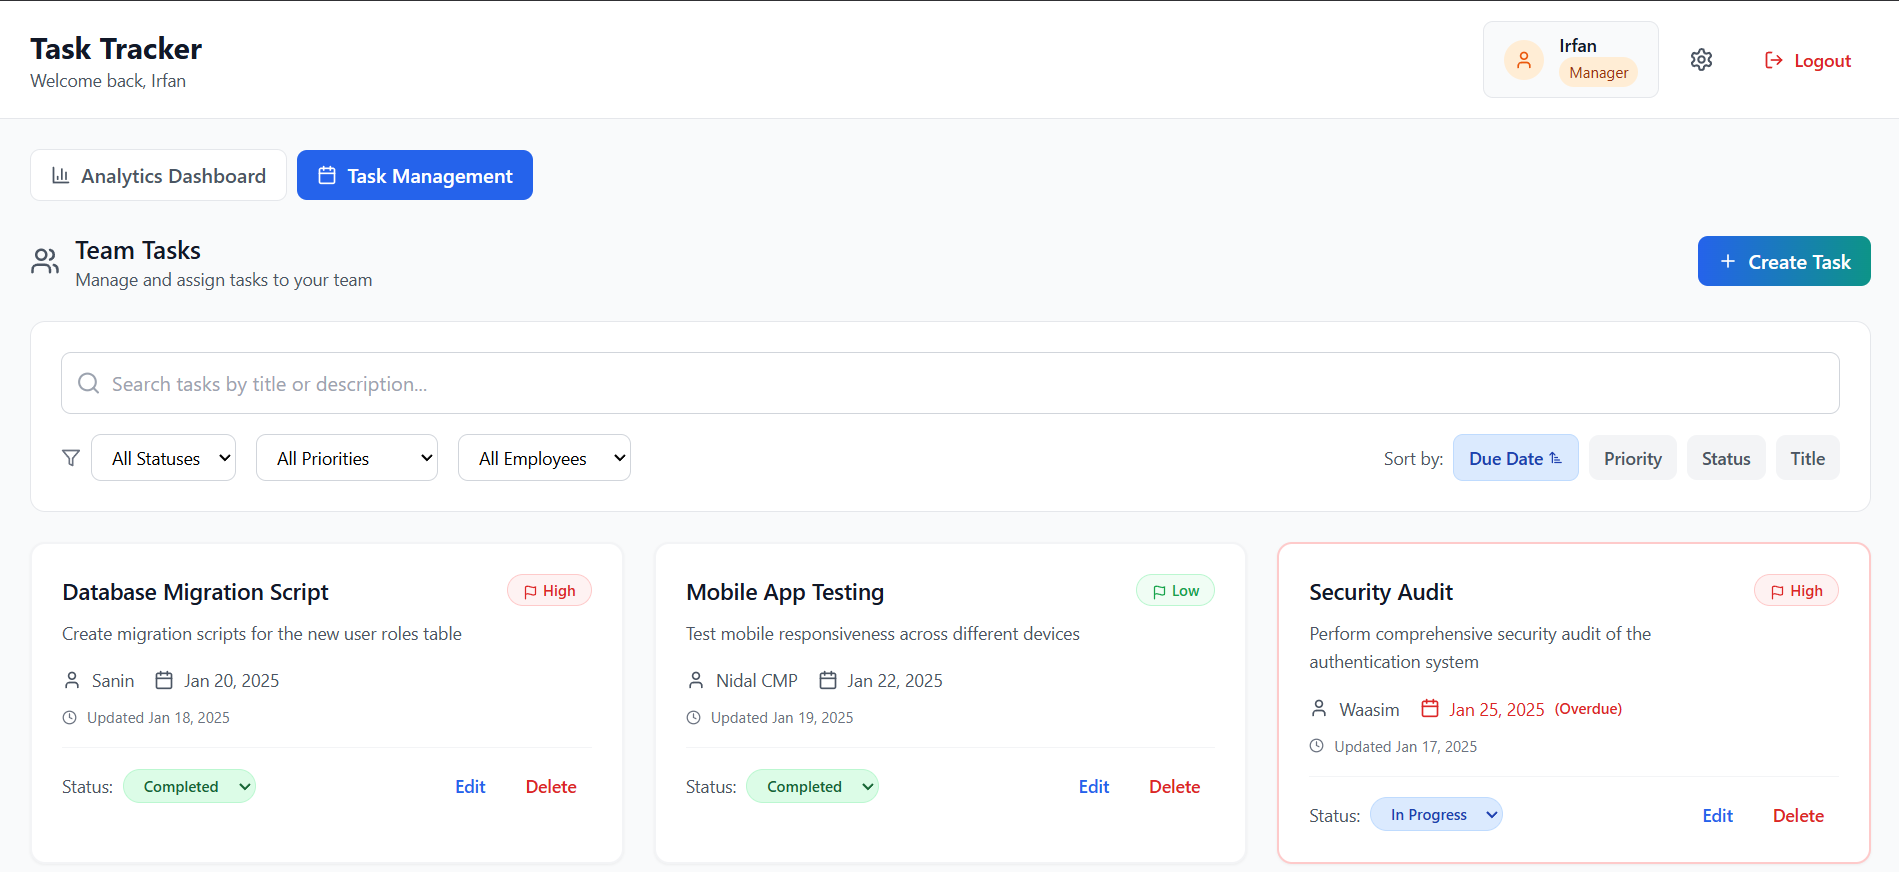 Task Tracker
Welcome back, Irfan
Irfan
Manager
Logout
Analytics Dashboard
Task Management
Team Tasks
Manage and assign tasks to your team
Create Task
Search tasks by title or description...
All Statuses
All Priorities
All Employees
Sort by:
Due Date
Priority
Status
Title
Database Migration Script
High
Create migration scripts for the new user roles table
Sanin
Jan 20, 2025
Updated Jan 18, 2025
Status:
Completed
Edit
Delete
Mobile App Testing
Low
Test mobile responsiveness across different devices
Nidal CMP
Jan 22, 2025
Updated Jan 19, 2025
Status:
Completed
Edit
Delete
Security Audit
High
Perform comprehensive security audit of the
authentication system
Waasim
Jan 25, 2025 (Overdue)
Updated Jan 17, 2025
Status:
In Progress
Edit
Delete